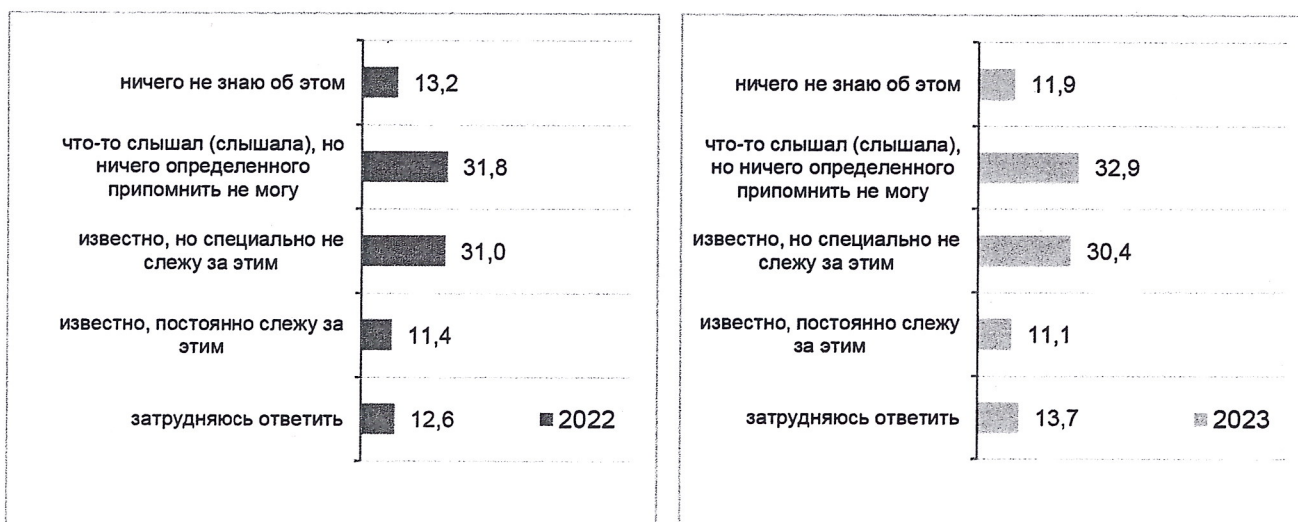 ничего не знаю об этом
13,2
что-то слышал (слышала), но
ничего определенного
припомнить не могу
31,8
известно, но специально не
слежу за этим
31,0
известно, постоянно слежу за
этим
11,4
затрудняюсь ответить
12,6
2022
ничего не знаю об этом
11,9
что-то слышал (слышала),
но ничего определенного
припомнить не могу
32,9
известно, но специально не
слежу за этим
30,4
известно, постоянно слежу
за этим
11,1
затрудняюсь ответить
13,7
2023